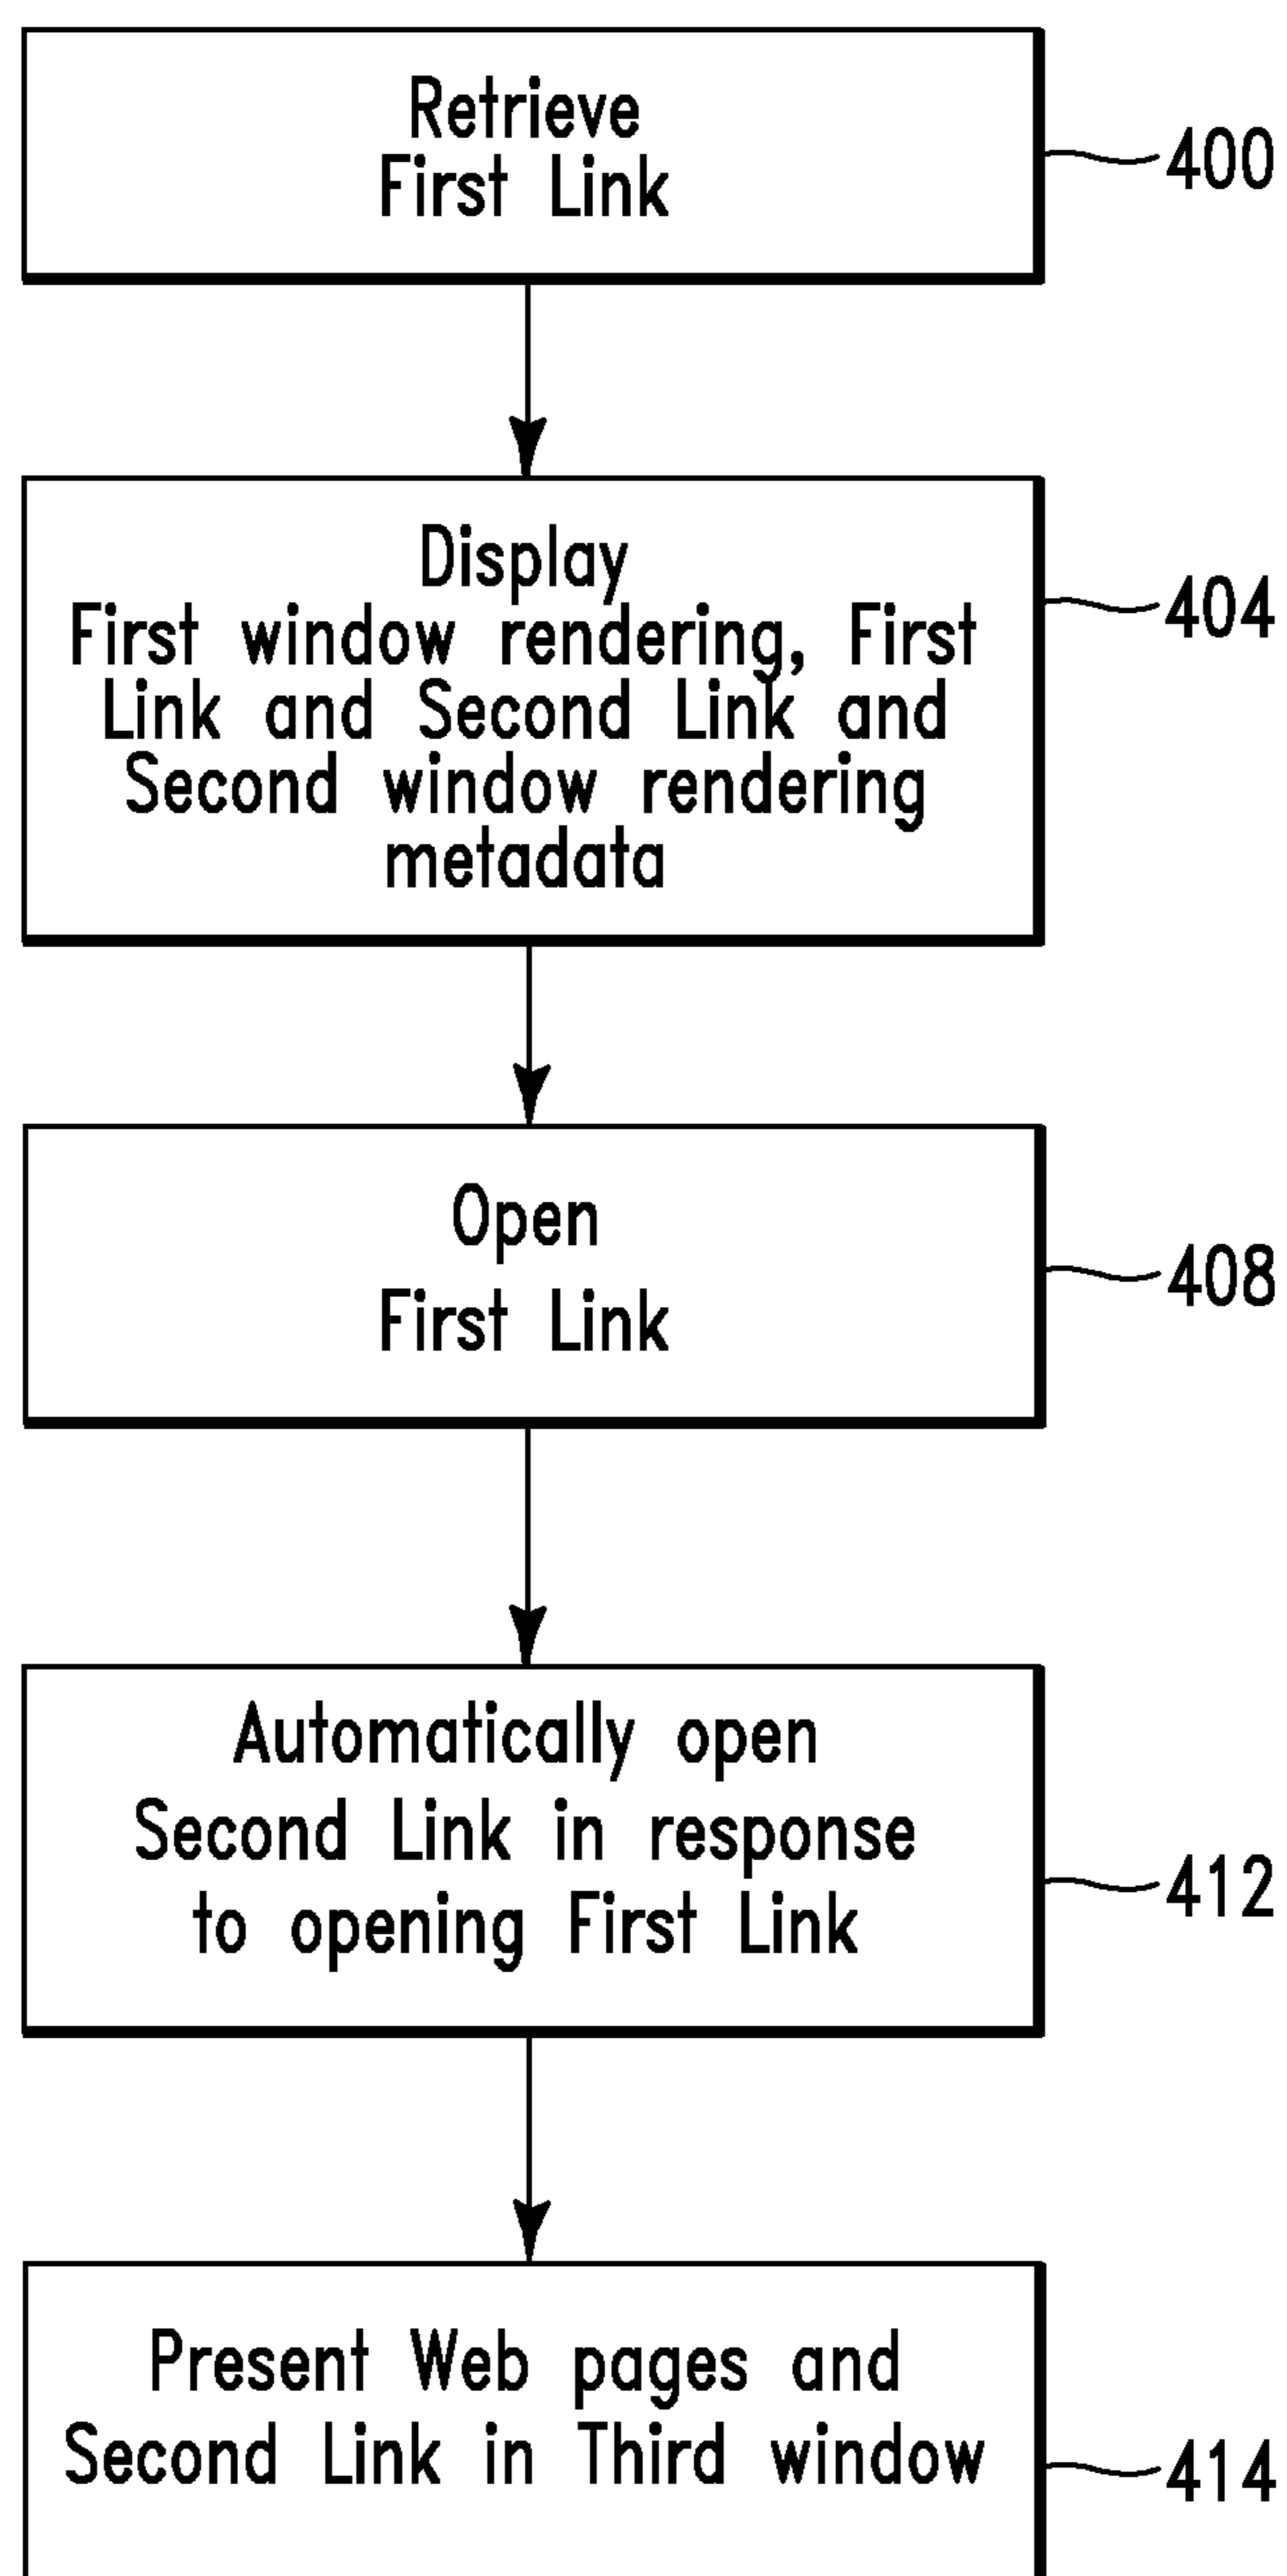 Retrieve
First Link
400
Display
First window rendering, First
Link and Second Link and
Second window rendering
metadata
404
Open
First Link
408
Automatically open
Second Link in response
to opening First Link
412
Present Web pages and
Second Link in Third window
414